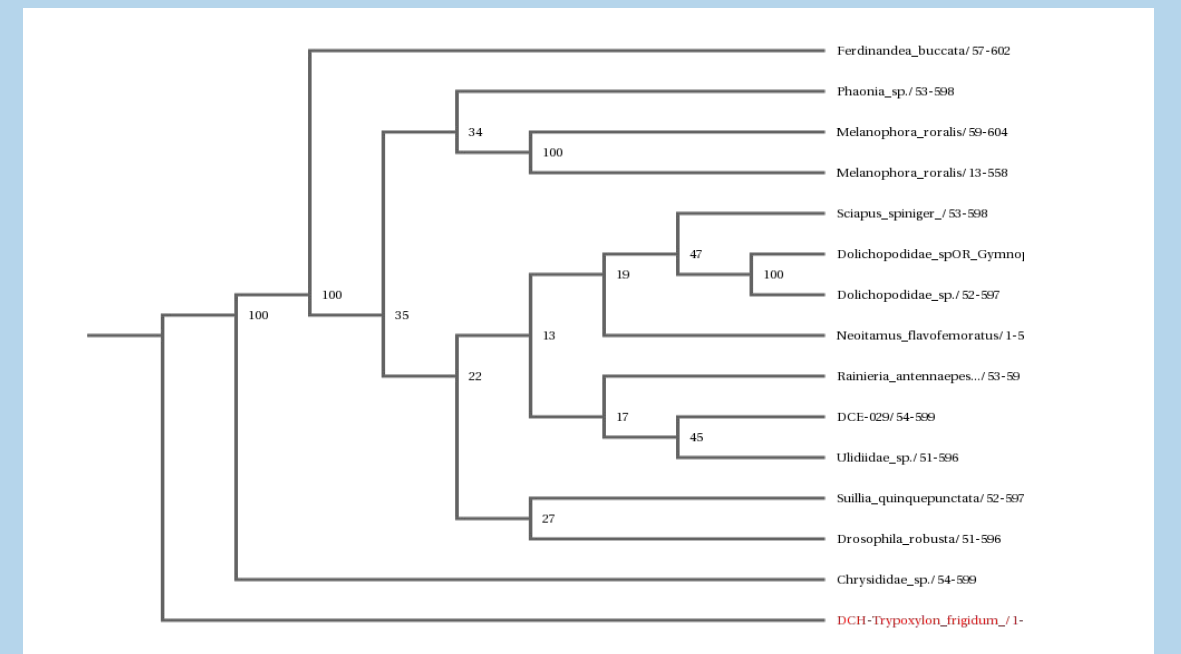 Ferdinandea_buccata/57-602
Phaonia_sp./53-598
34
Melanophora_roralis/59-604
100
Melanophora_roralis/13-558
Sciapus_spiniger_/53-598
47
Dolichopodidae_spOR_Gymnop
19
100
100
Dolichopodidae_sp./52-597
100
35
13
Neoitamus_flavofemoratus/1-5
22
Rainieria_antennaepes.../53-59
17
DCE-029/54-599
45
Ulidiidae_sp./51-596
Suillia_quinquepunctata/52-597
27
Drosophila_robusta/51-596
Chrysididae_sp./54-599
DCH-Trypoxylon_frigidum_/1-